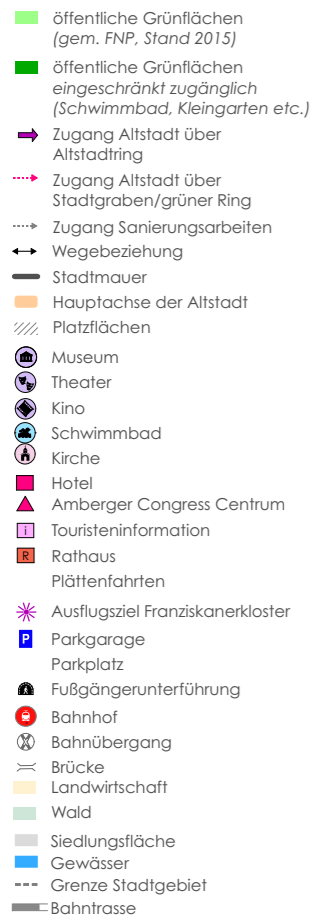 öffentliche Grünflächen
(gem. FNP, Stand 2015)
öffentliche Grünflächen
eingeschränkt zugänglich
(Schwimmbad, Kleingarten etc.)
Zugang Altstadt über
Altstadtring
Zugang Altstadt über
Stadtgraben/grüner Ring
Zugang Sanierungsarbeiten
Wegebeziehung
Stadtmauer
Hauptachse der Altstadt
Platzflächen
Museum
Theater
Kino
Schwimmbad
Kirche
Hotel
Amberger Congress Centrum
i Touristeninformation
R Rathaus
Plättenfahrten
Ausflugsziel Franziskanerkloster
P Parkgarage
Parkplatz
Fußgängerunterführung
Bahnhof
Bahnübergang
Brücke
Landwirtschaft
Wald
Siedlungsfläche
Gewässer
Grenze Stadtgebiet
Bahntrasse